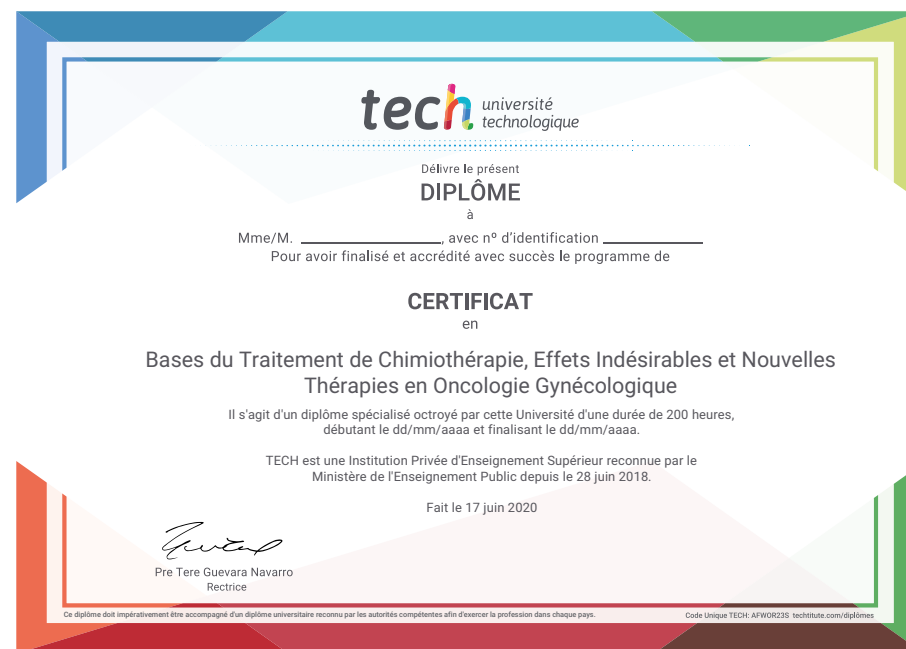 tech université
technologique
Délivre le présent
DIPLÔME
à
Mme/M. ____________________, avec nº d'identification ______________
Pour avoir finalisé et accrédité avec succès le programme de
CERTIFICAT
en
Bases du Traitement de Chimiothérapie, Effets Indésirables et Nouvelles
Thérapies en Oncologie Gynécologique
Il s'agit d'un diplôme spécialisé octroyé par cette Université d'une durée de 200 heures,
débutant le dd/mm/aaaa et finalisant le dd/mm/aaaa.
TECH est une Institution Privée d'Enseignement Supérieur reconnue par le
Ministère de l'Enseignement Public depuis le 28 juin 2018.
Fait le 17 juin 2020
Pre Tere Guevara Navarro
Rectrice
Ce diplôme doit impérativement être accompagné d'un diplôme universitaire reconnu par les autorités compétentes afin d'exercer la profession dans chaque pays.
Code Unique TECH: AFWOR23S techtitute.com/diplômes